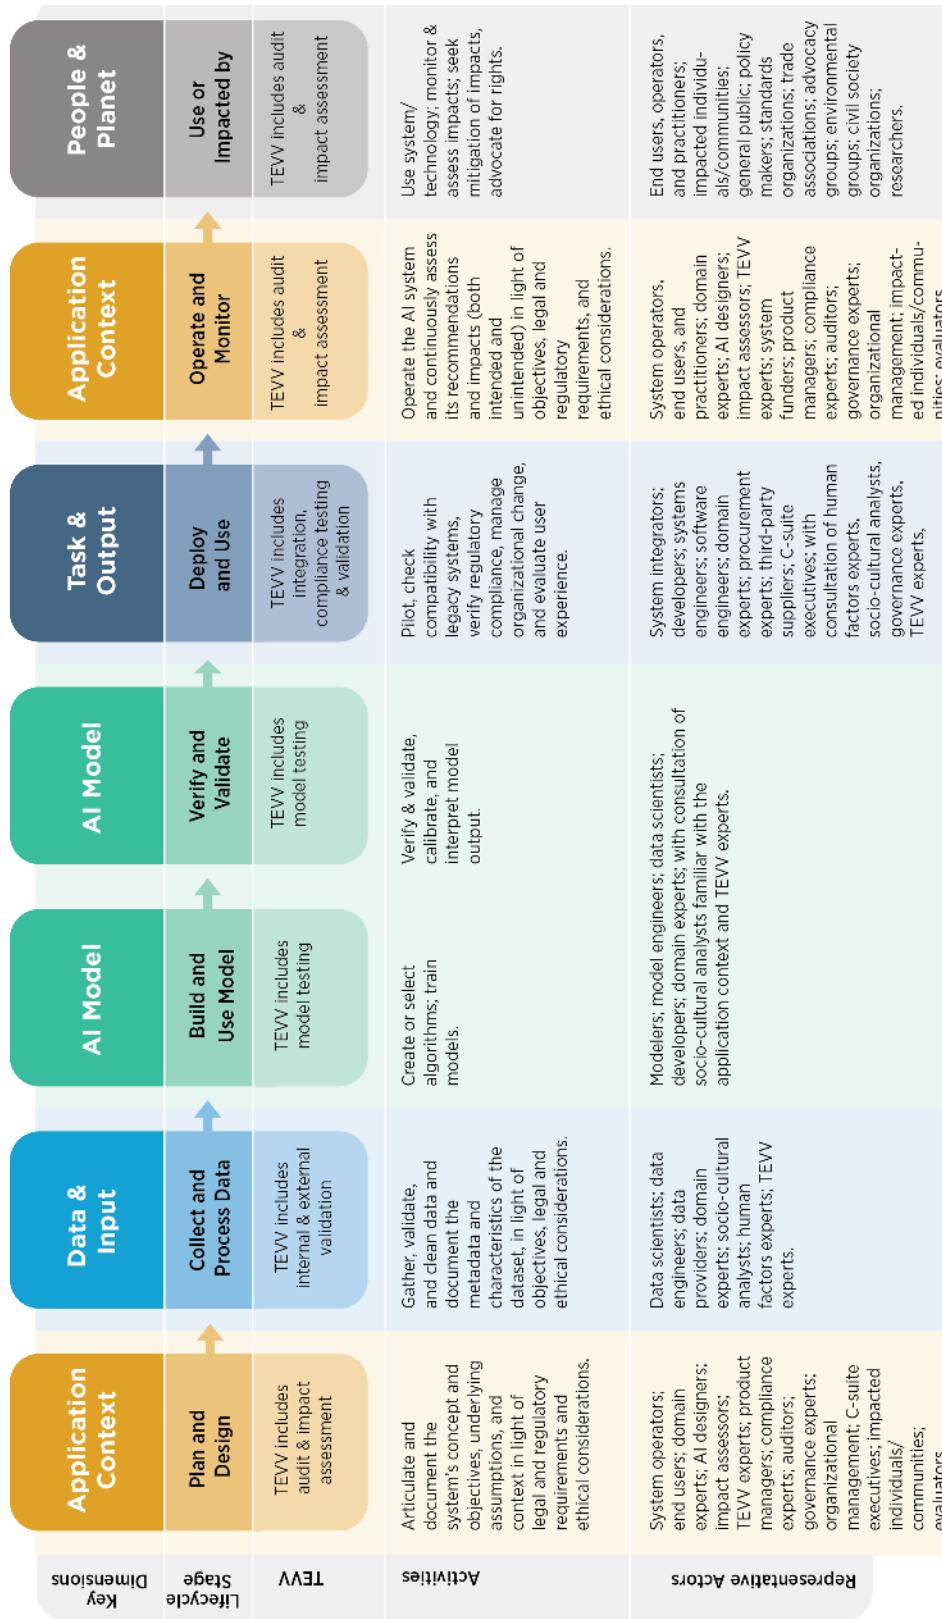 Key
Dimensions
Lifecycle
Stage
TEVV
Activities
Representative Actors
Application
Context
Plan and
Design
TEVV includes
audit & impact
assessment
Articulate and
document the
system's concept and
objectives, underlying
assumptions, and
context in light of
legal and regulatory
requirements and
ethical considerations.
System operators;
end users; domain
experts; AI designers;
impact assessors;
TEVV experts; product
managers; compliance
experts; auditors;
governance experts;
organizational
management; C-suite
executives; impacted
individuals/
communities;
evaluators.
Data &
Input
Collect and
Process Data
TEVV includes
internal & external
validation
Gather, validate,
and clean data and
document the
metadata and
characteristics of the
dataset, in light of
objectives, legal and
ethical considerations.
Data scientists; data
engineers; data
providers; domain
experts; socio-cultural
analysts; human
factors experts; TEVV
experts.
AI Model
Build and
Use Model
TEVV includes
model testing
Create or select
algorithms; train
models.
AI Model
Verify and
Validate
TEVV includes
model testing
Verify & validate,
calibrate, and
interpret model
output.
Modelers; model engineers; data scientists;
developers; domain experts; with consultation of
socio-cultural analysts familiar with the
application context and TEVV experts.
Task &
Output
Deploy
and Use
TEVV includes
integration,
compliance testing
& validation
Pilot, check
compatibility with
legacy systems,
verify regulatory
compliance, manage
organizational change,
and evaluate user
experience.
System integrators;
developers; systems
engineers; software
engineers; domain
experts; procurement
experts; third-party
suppliers; C-suite
executives; with
consultation of human
factors experts,
socio-cultural analysts,
governance experts,
TEVV experts,
Application
Context
Operate and
Monitor
TEVV includes audit
&
impact assessment
Operate the AI system
and continuously assess
its recommendations
and impacts (both
intended and
unintended) in light of
objectives, legal and
regulatory
requirements, and
ethical considerations.
System operators,
end users, and
practitioners; domain
experts; AI designers;
impact assessors; TEVV
experts; system
funders; product
managers; compliance
experts; auditors;
governance experts;
organizational
management; impact-
ed individuals/commu-
nities; evaluators.
People &
Planet
Use or
Impacted by
TEVV includes audit
&
impact assessment
Use system/
technology; monitor &
assess impacts; seek
mitigation of impacts,
advocate for rights.
End users, operators,
and practitioners;
impacted individu-
als/communities;
general public; policy
makers; standards
organizations; trade
associations; advocacy
groups; environmental
groups; civil society
organizations;
researchers.